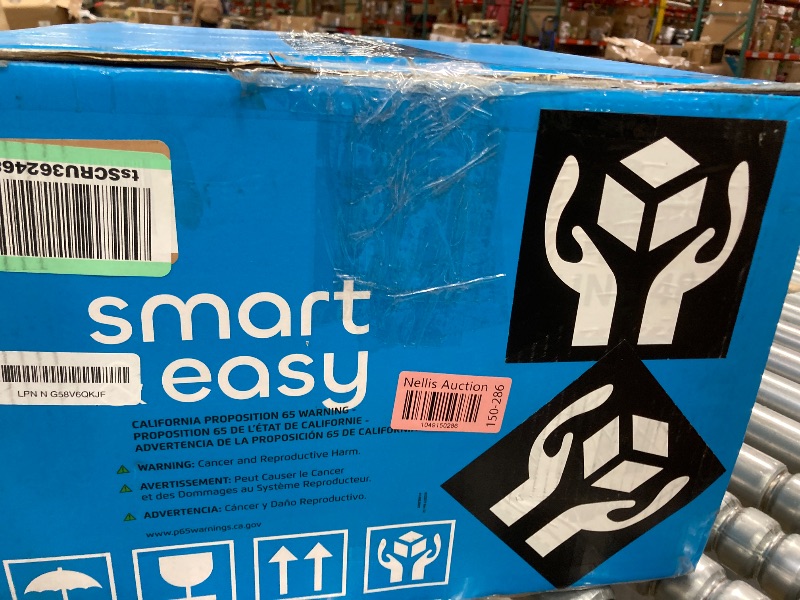 tsSCRU362468
smart
& easy
LPN N G58V6QKJF
Nellis Auction
1049150286
150-286
CALIFORNIA PROPOSITION 65 WARNING -
PROPOSITION 65 DE L'ÉTAT DE CALIFORNIE -
ADVERTENCIA DE LA PROPOSICIÓN 65 DE CALIFORNIA
WARNING: Cancer and Reproductive Harm.
AVERTISSEMENT: Peut Causer le Cancer
et des Dommages au Système Reproducteur.
ADVERTENCIA: Cáncer y Daño Reproductivo.
www.p65warnings.ca.gov